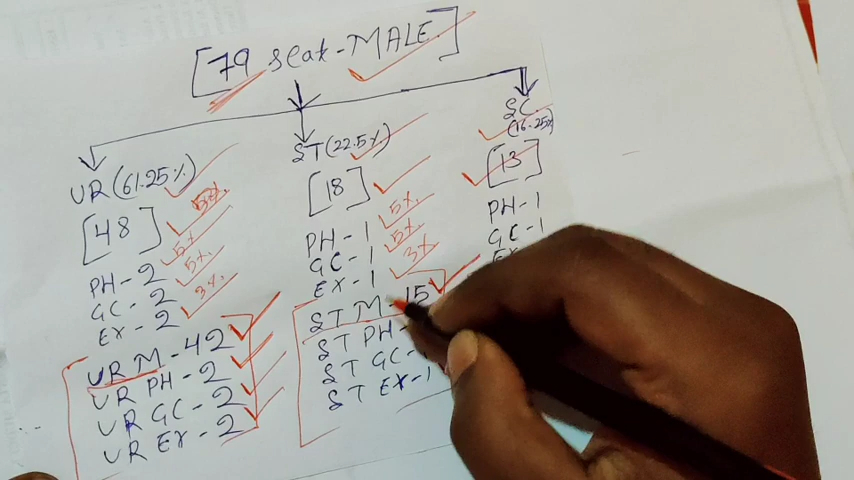 [79 Seat-MALE]
UR (61.25%)
[48]
5%
PH-2 5%
GC-2 5%
EX-2 3%
URM-42
UR PH-2
UR GC-2
UR EX-2
ST (22.5%)
[18]
PH-1 5%
GC-1 5%
EX-1 3%
STM-15
ST PH-
ST GC-
ST EX-1
SC
(16.25%)
[13]
PH-1
GC-1